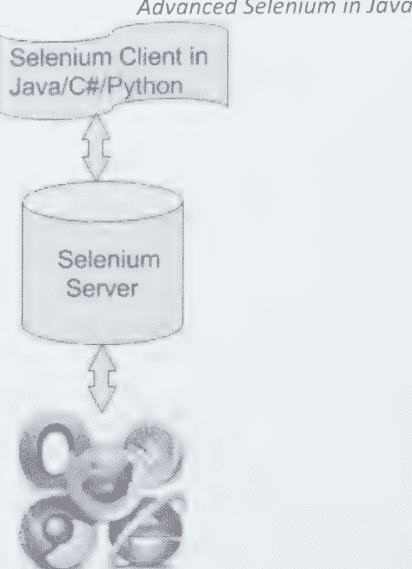 Advanced Selenium in Java
Selenium Client in
Java/C#/Python
Selenium
Server